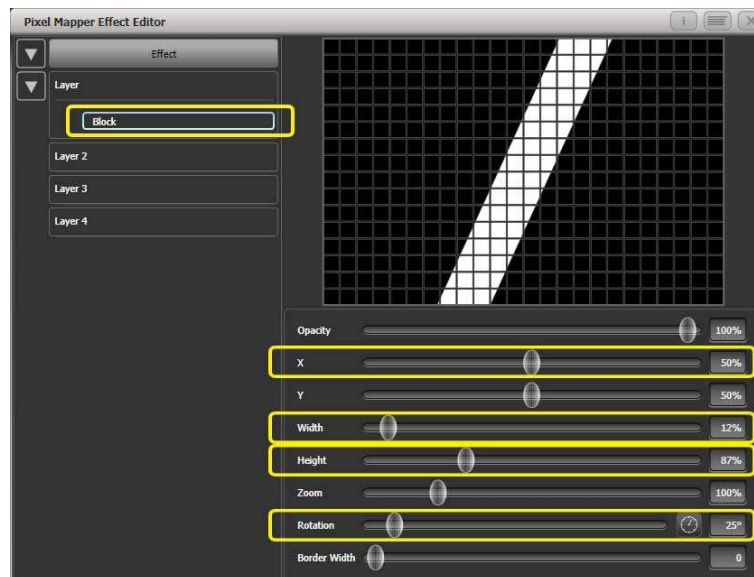 Pixel Mapper Effect Editor
Effect
Layer
Block
Layer 2
Layer 3
Layer 4
Opacity 100%
X 50%
Y 50%
Width 12%
Height 87%
Zoom 100%
Rotation 25°
Border Width 0